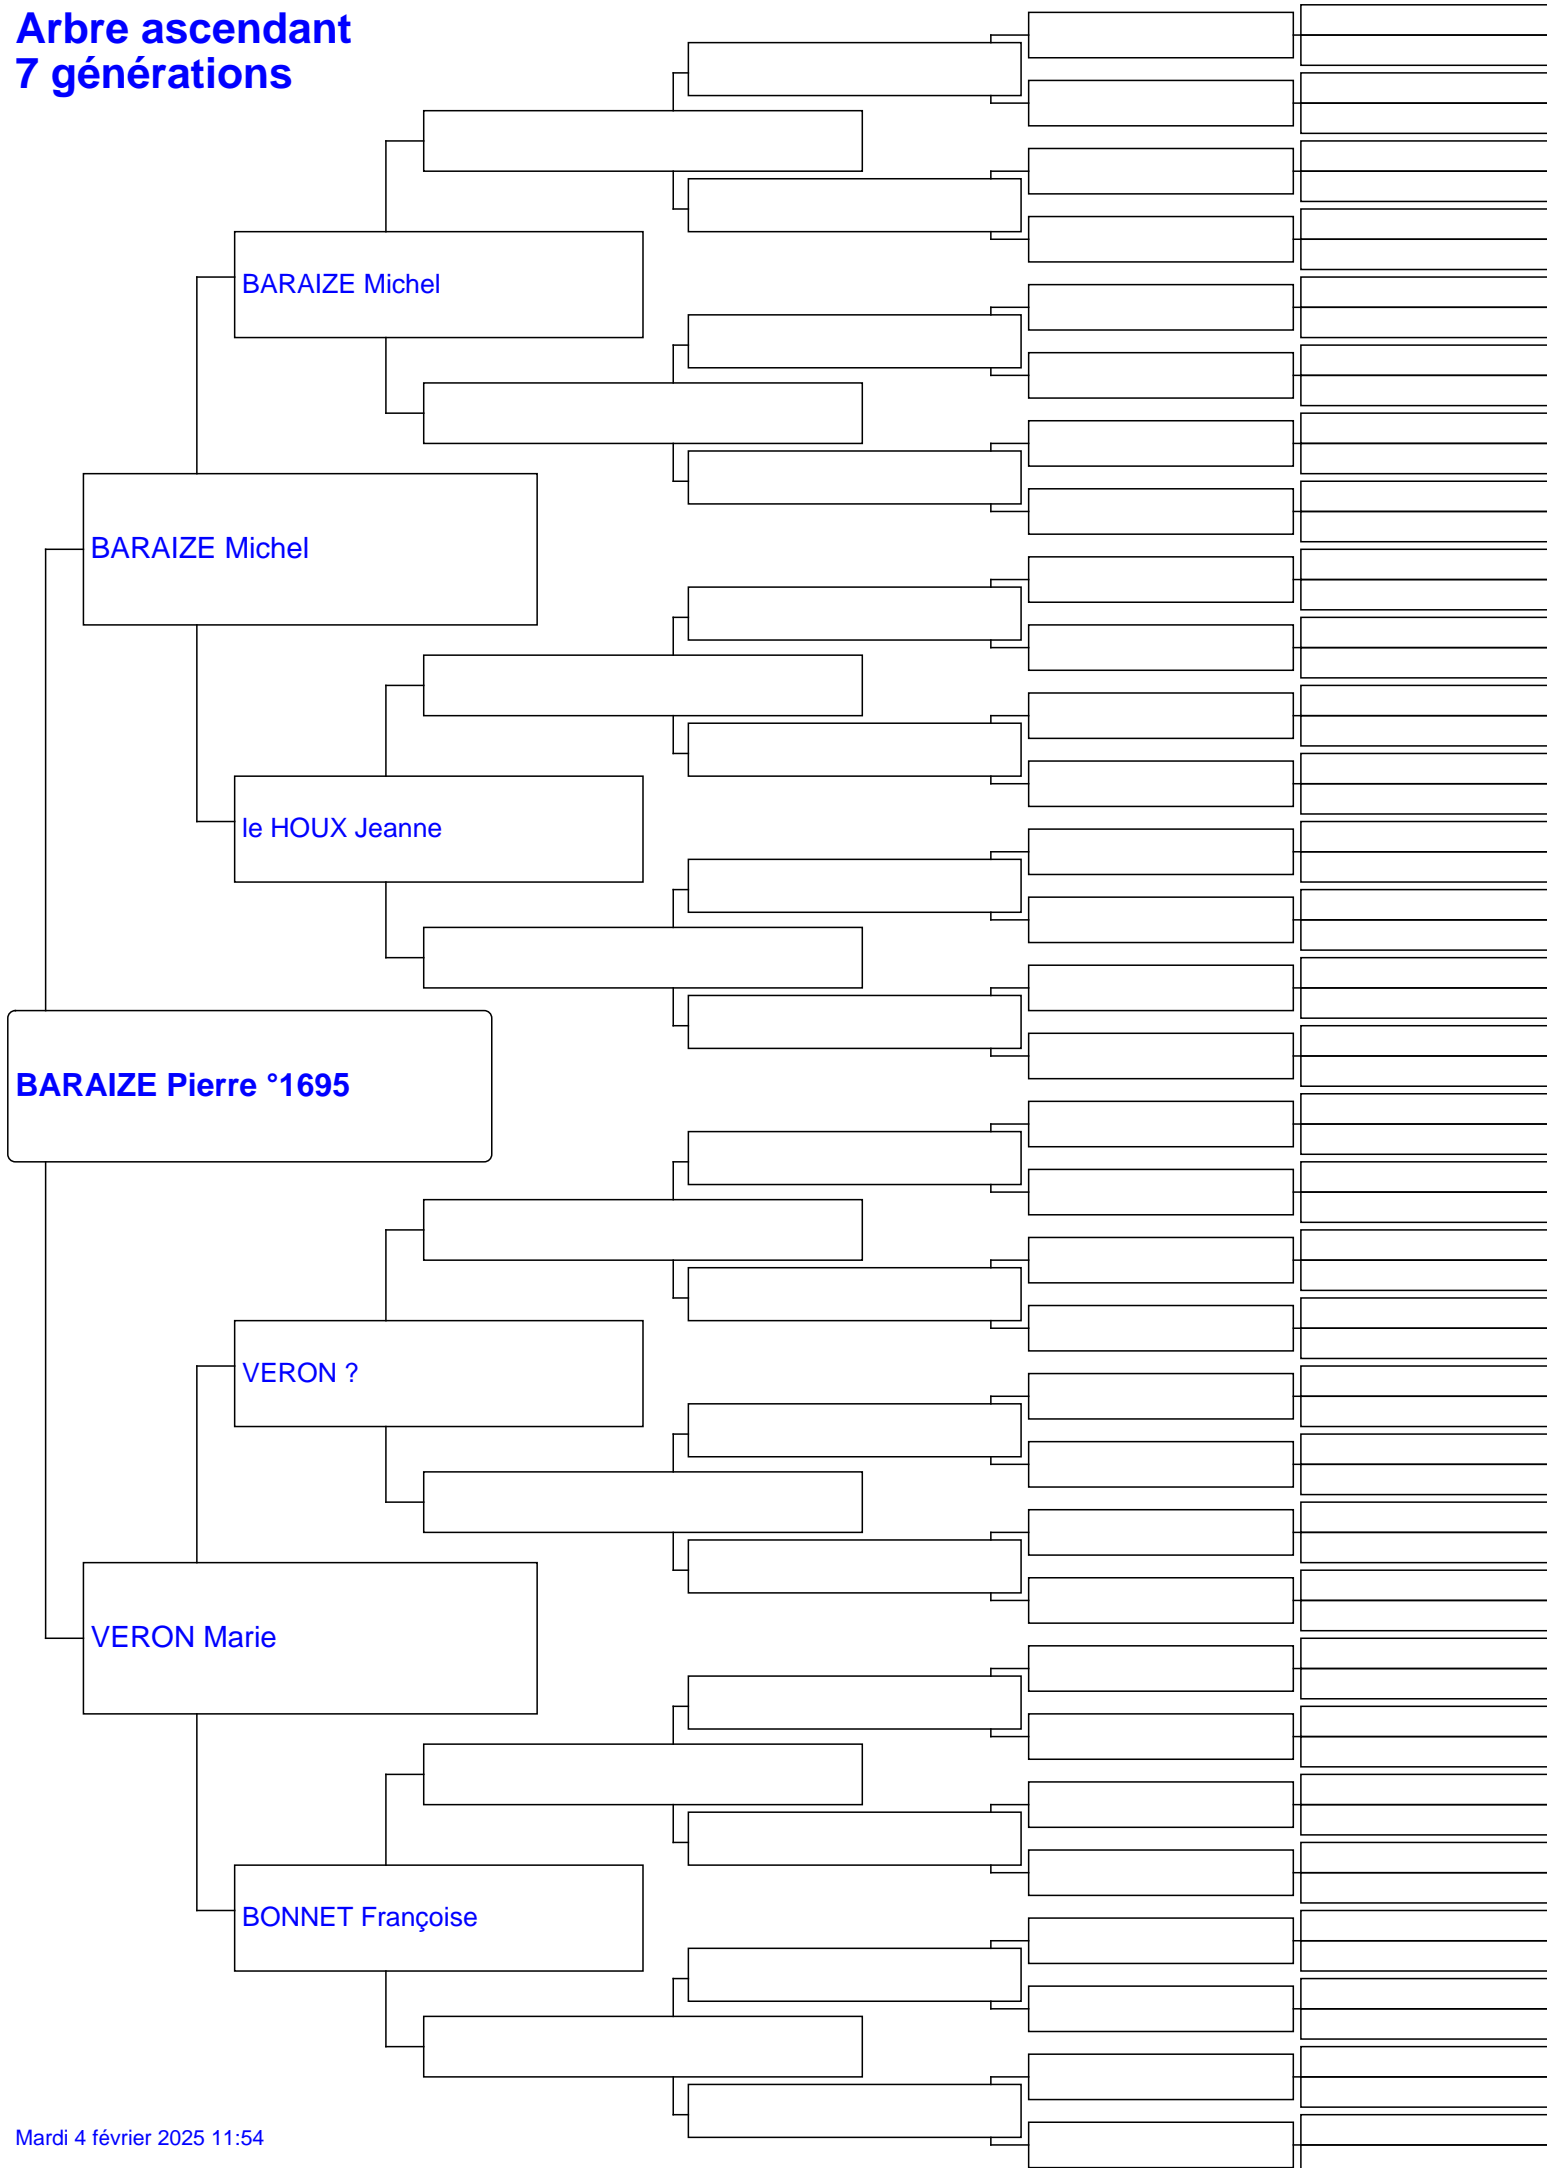 Arbre ascendant
7 générations
BARAIZE Michel
BARAIZE Michel
le HOUX Jeanne
BARAIZE Pierre °1695
VERON ?
VERON Marie
BONNET Françoise
Mardi 4 février 2025 11:54